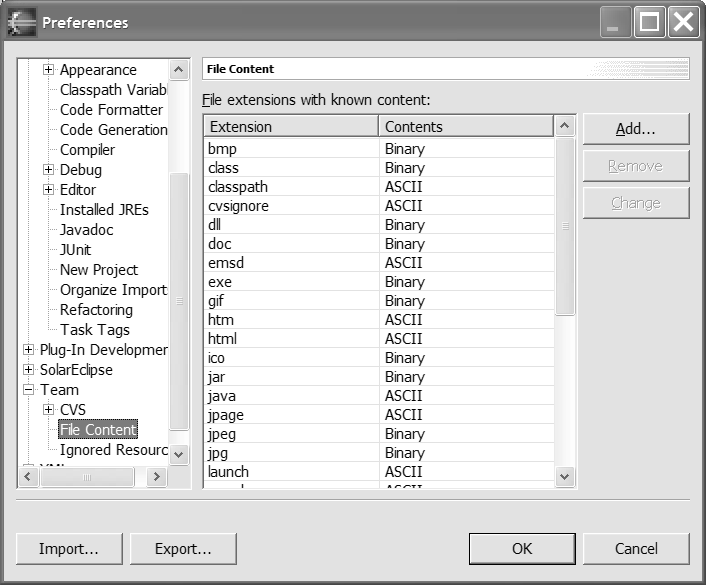 Preferences
Appearance
Classpath Variabl
Code Formatter
Code Generation
Compiler
Debug
Editor
Installed JREs
Javadoc
JUnit
New Project
Organize Import
Refactoring
Task Tags
Plug-In Developmer
SolarEclipse
Team
CVS
File Content
Ignored Resourc
File Content
File extensions with known content:
Extension Contents
bmp Binary
class Binary
classpath ASCII
cvsignore ASCII
dll Binary
doc Binary
emsd ASCII
exe Binary
gif Binary
htm ASCII
html ASCII
ico Binary
jar Binary
java ASCII
jpage ASCII
jpeg Binary
jpg Binary
launch ASCII
Add...
Remove
Change
Import...
Export...
OK
Cancel